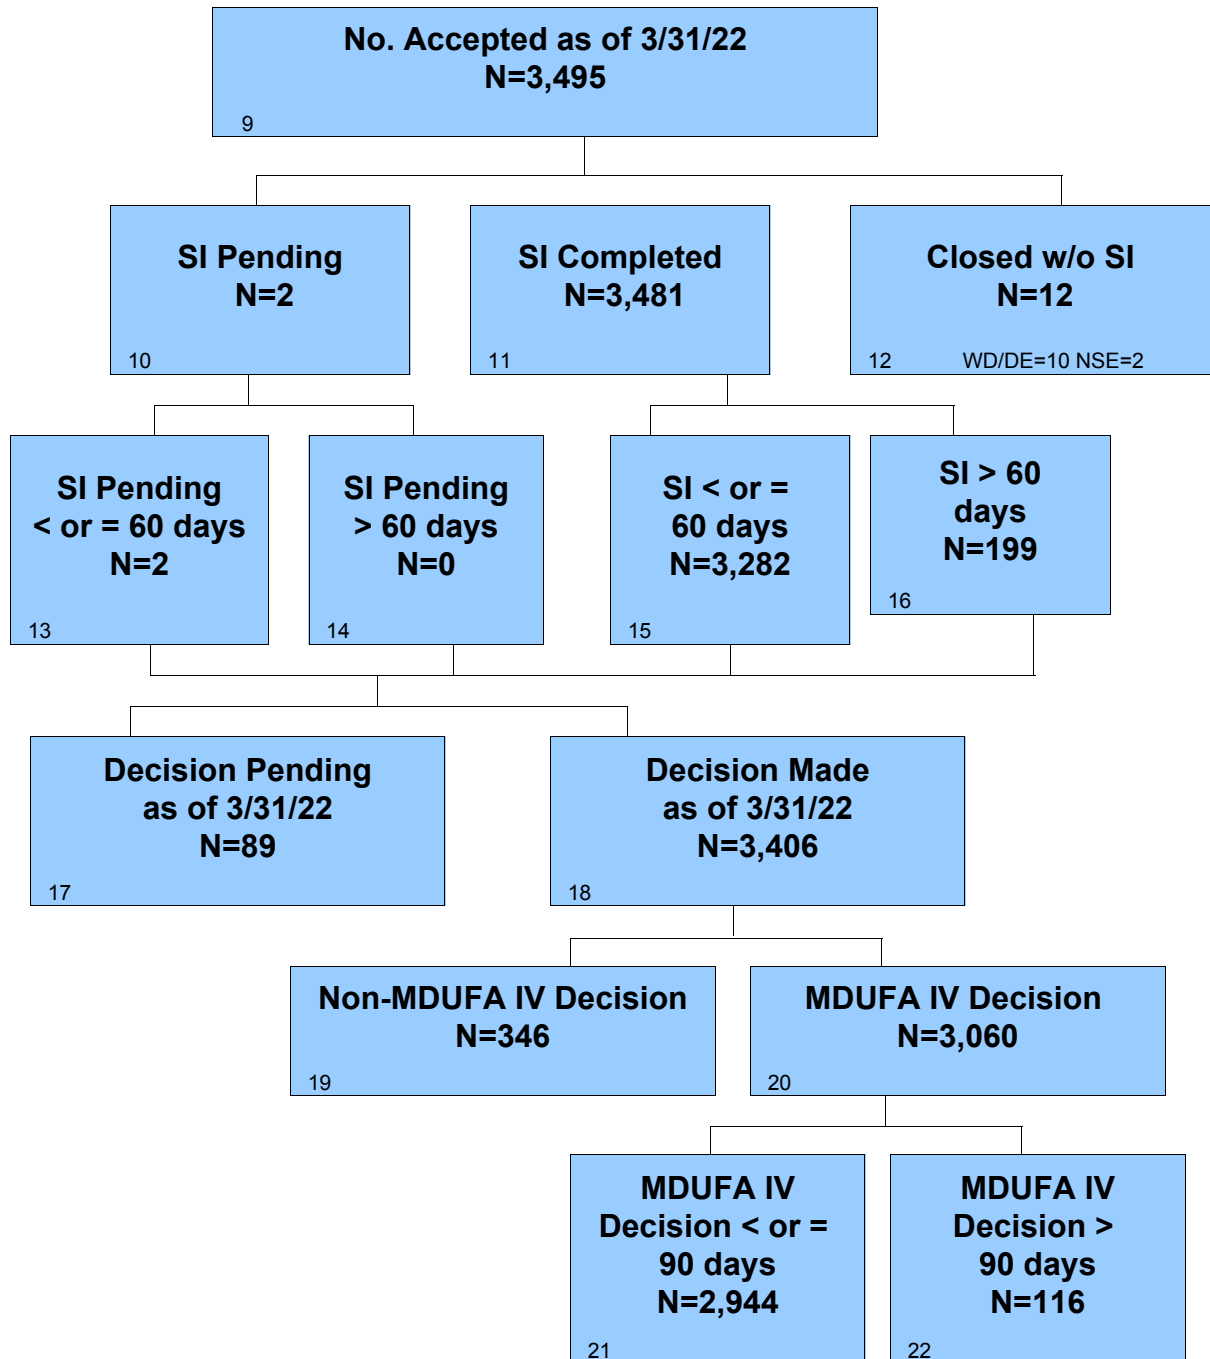 No. Accepted as of 3/31/22
N=3,495
9
SI Pending
N=2
10
SI Completed
N=3,481
11
Closed w/o SI
N=12
12 WD/DE=10 NSE=2
SI Pending
< or = 60 days
N=2
13
SI Pending
> 60 days
N=0
14
SI < or =
60 days
N=3,282
15
SI > 60
days
N=199
16
Decision Pending
as of 3/31/22
N=89
17
Decision Made
as of 3/31/22
N=3,406
18
Non-MDUFA IV Decision
N=346
19
MDUFA IV Decision
N=3,060
20
MDUFA IV
Decision < or =
90 days
N=2,944
21
MDUFA IV
Decision >
90 days
N=116
22